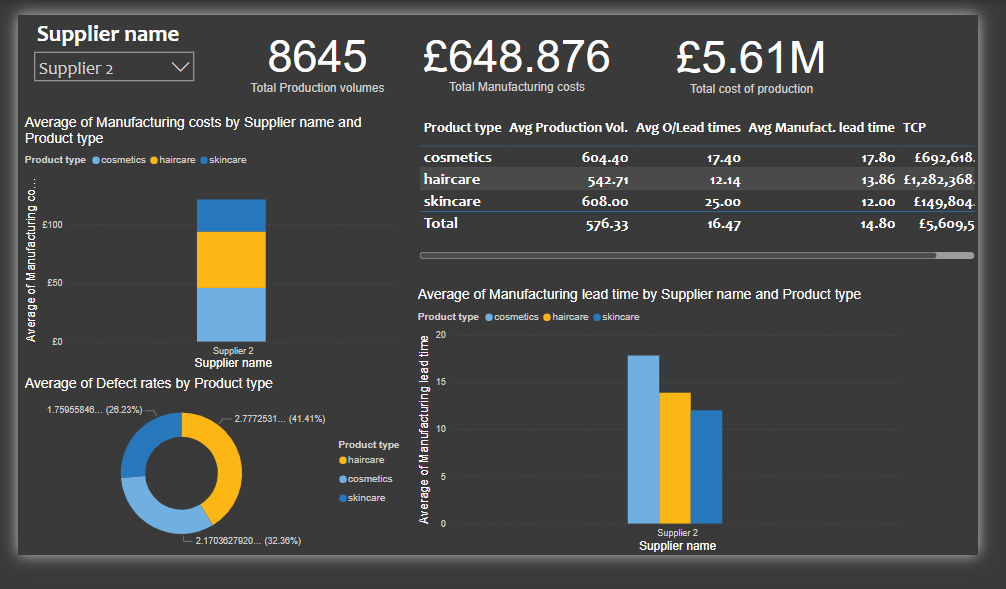 Supplier name
Supplier 2
8645
Total Production volumes
£648.876
Total Manufacturing costs
£5.61M
Total cost of production
Average of Manufacturing costs by Supplier name and
Product type
Product type cosmetics haircare skincare
Average of Manufacturing co...
£100
£50
£0
Supplier 2
Supplier name
Product type Avg Production Vol. Avg O/Lead times Avg Manufact. lead time TCP
cosmetics 604.40 17.40 17.80 £692,618.
haircare 542.71 12.14 13.86 £1,282,368.
skincare 608.00 25.00 12.00 £149,804.
Total 576.33 16.47 14.80 £5,609,5
Average of Manufacturing lead time by Supplier name and Product type
Product type cosmetics haircare skincare
Average of Manufacturing lead time
20
15
10
5
0
Supplier 2
Supplier name
Average of Defect rates by Product type
1.75955846... (26.23%)
2.7772531... (41.41%)
2.1703627920... (32.36%)
Product type
haircare
cosmetics
skincare